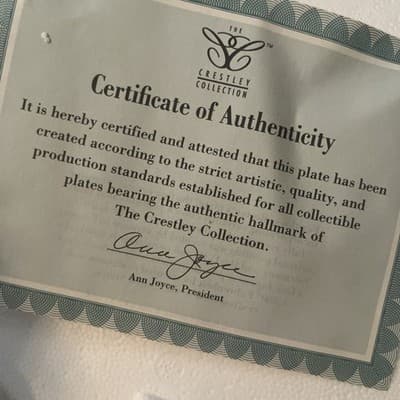 THE
™
CRESTLEY
COLLECTION
Certificate of Authenticity
It is hereby certified and attested that this plate has been
created according to the strict artistic, quality, and
production standards established for all collectible
plates bearing the authentic hallmark of
The Crestley Collection.
Ann Joyce
Ann Joyce, President